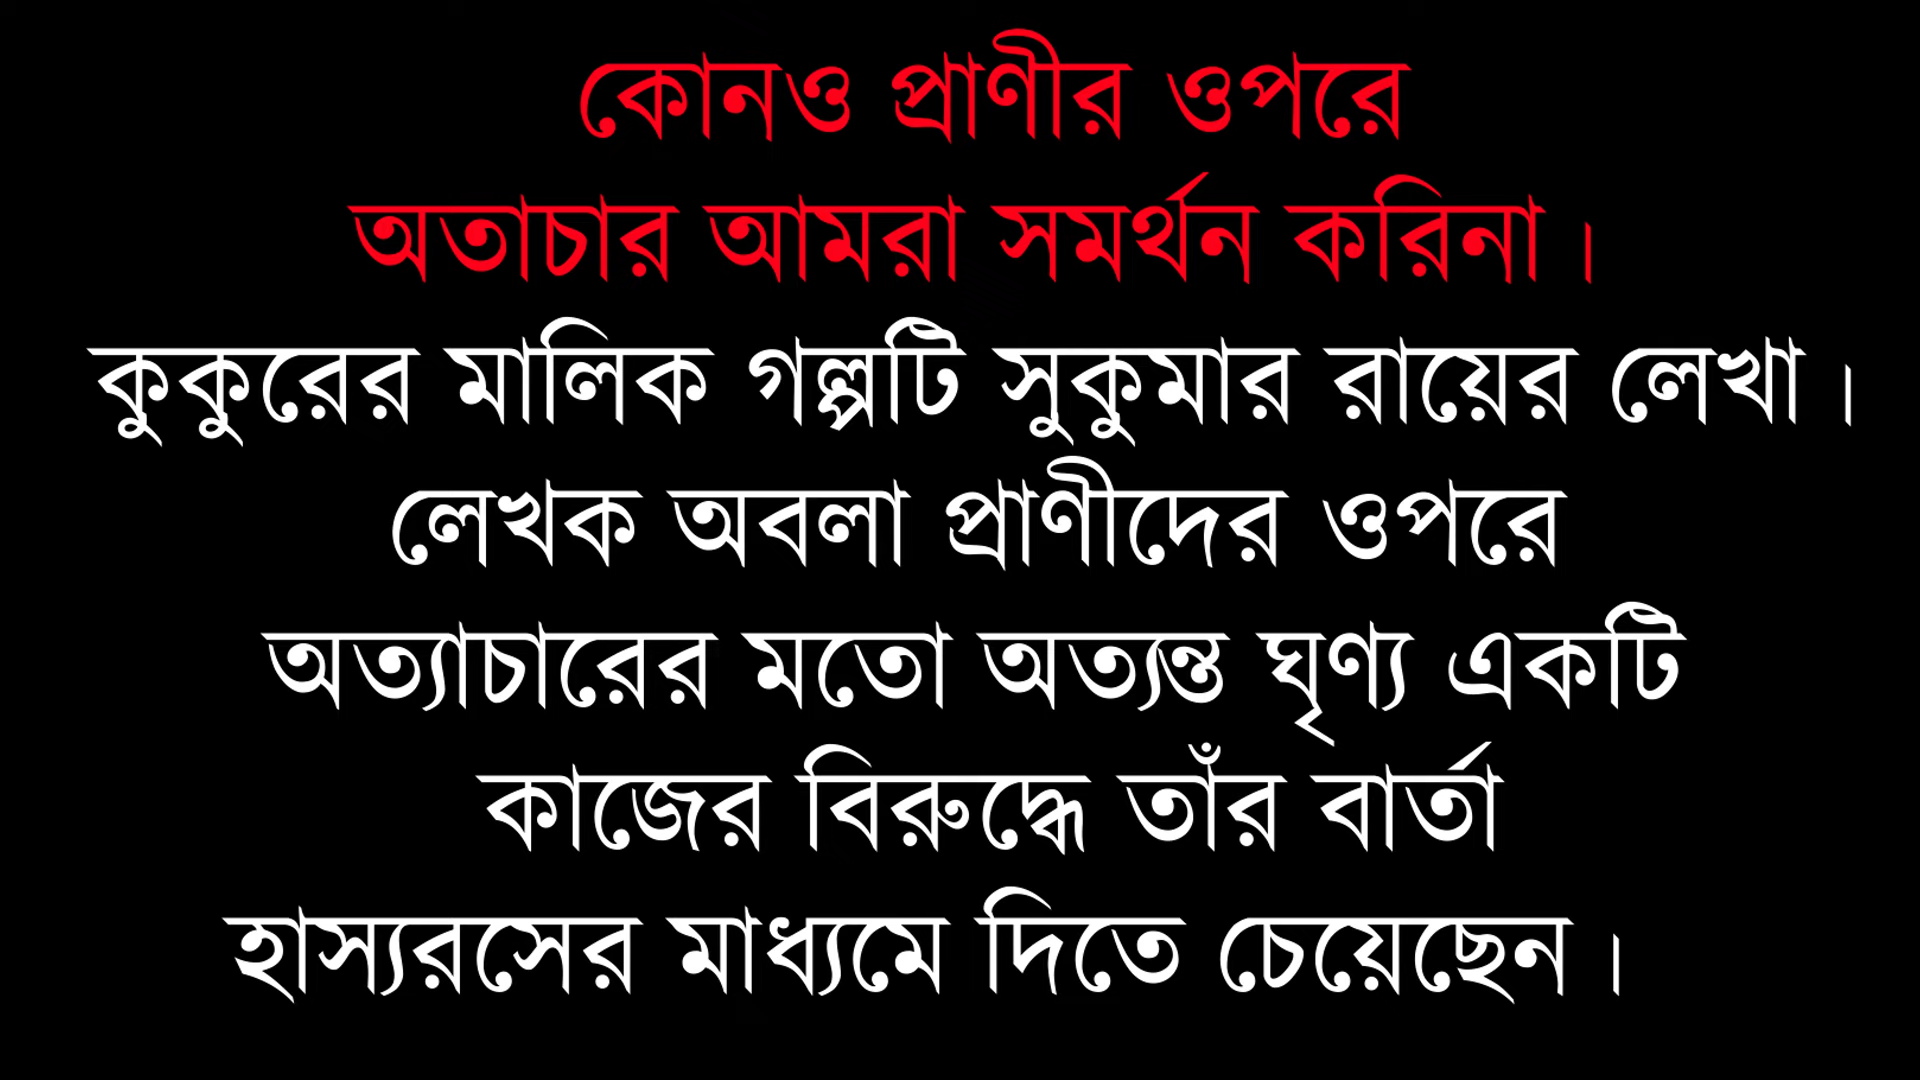 কোনও প্রাণীর ওপরে
অতাচার আমরা সমর্থন করিনা।
কুকুরের মালিক গল্পটি সুকুমার রায়ের লেখা।
লেখক অবলা প্রাণীদের ওপরে
অত্যাচারের মতো অত্যন্ত ঘৃণ্য একটি
কাজের বিরুদ্ধে তাঁর বার্তা
হাস্যরসের মাধ্যমে দিতে চেয়েছেন।